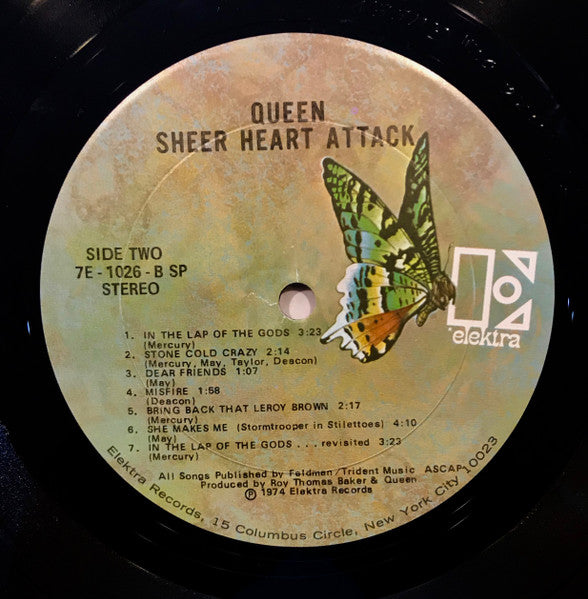 QUEEN
SHEER HEART ATTACK
SIDE TWO
7E - 1026 - B SP
STEREO
elektra
1. IN THE LAP OF THE GODS 3:23
(Mercury)
2. STONE COLD CRAZY 2:14
(Mercury, May, Taylor, Deacon)
3. DEAR FRIENDS 1:07
(May)
4. MISFIRE 1:58
(Deacon)
5. BRING BACK THAT LEROY BROWN 2:17
(Mercury)
6. SHE MAKES ME (Stormtrooper in Stilettoes) 4:10
(May)
7. IN THE LAP OF THE GODS . . . revisited 3:23
(Mercury)
All Songs Published by Feldman/Trident Music ASCAP
Produced by Roy Thomas Baker & Queen
℗ 1974 Elektra Records
Elektra Records, 15 Columbus Circle, New York City 10023